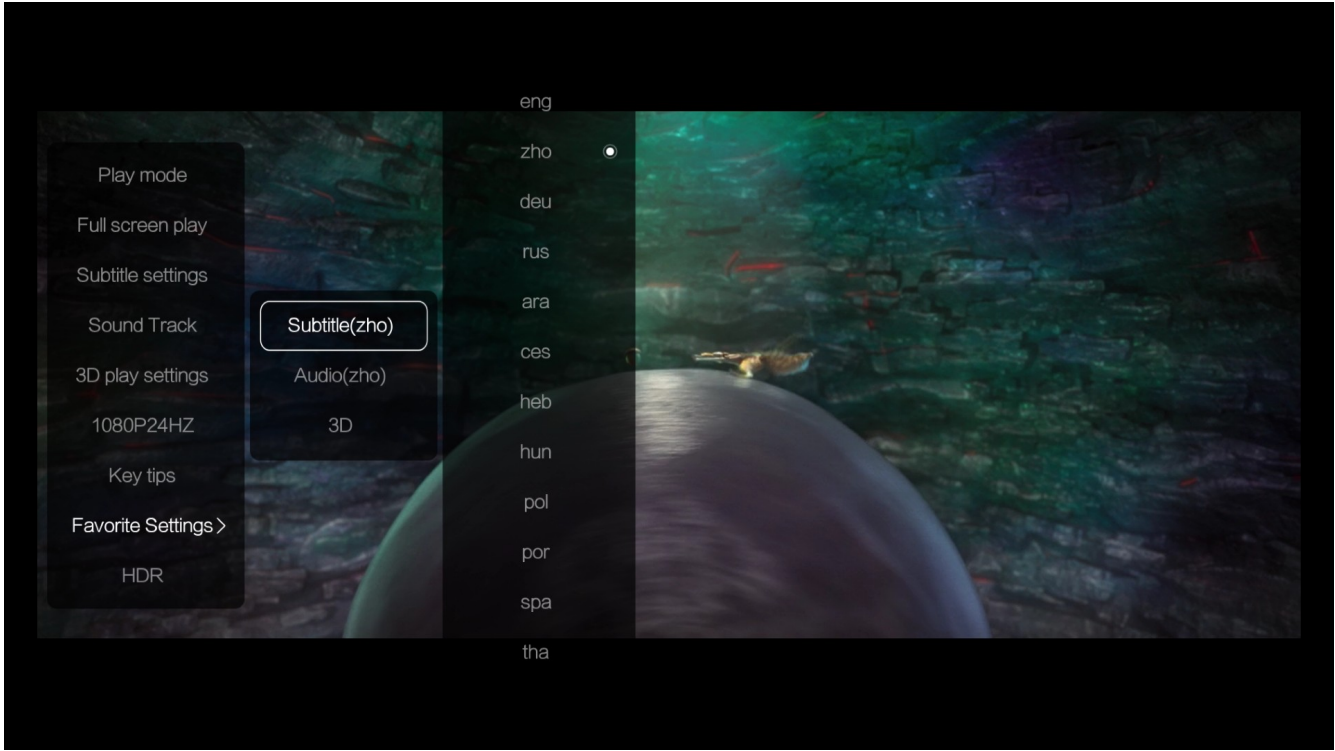 Play mode
Full screen play
Subtitle settings
Sound Track
3D play settings
1080P24HZ
Key tips
Favorite Settings
HDR
Subtitle(zho)
Audio(zho)
3D
eng
zho
deu
rus
ara
ces
heb
hun
pol
por
spa
tha